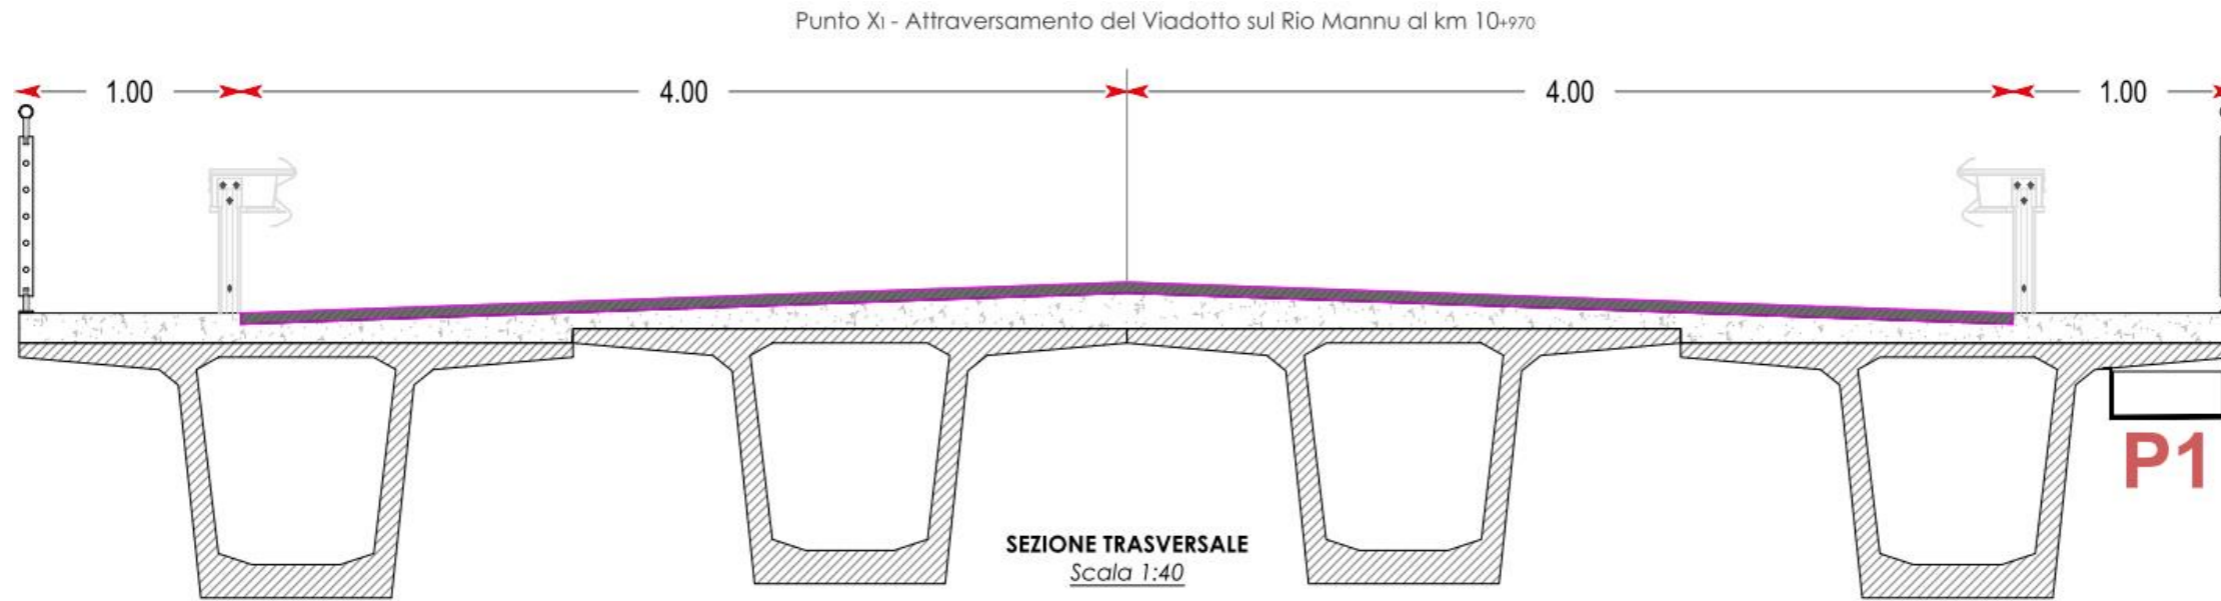 Punto X1 - Attraversamento del Viadotto sul Rio Mannu al km 10+970
1.00 4.00 4.00 1.00
P1
SEZIONE TRASVERSALE
Scala 1:40